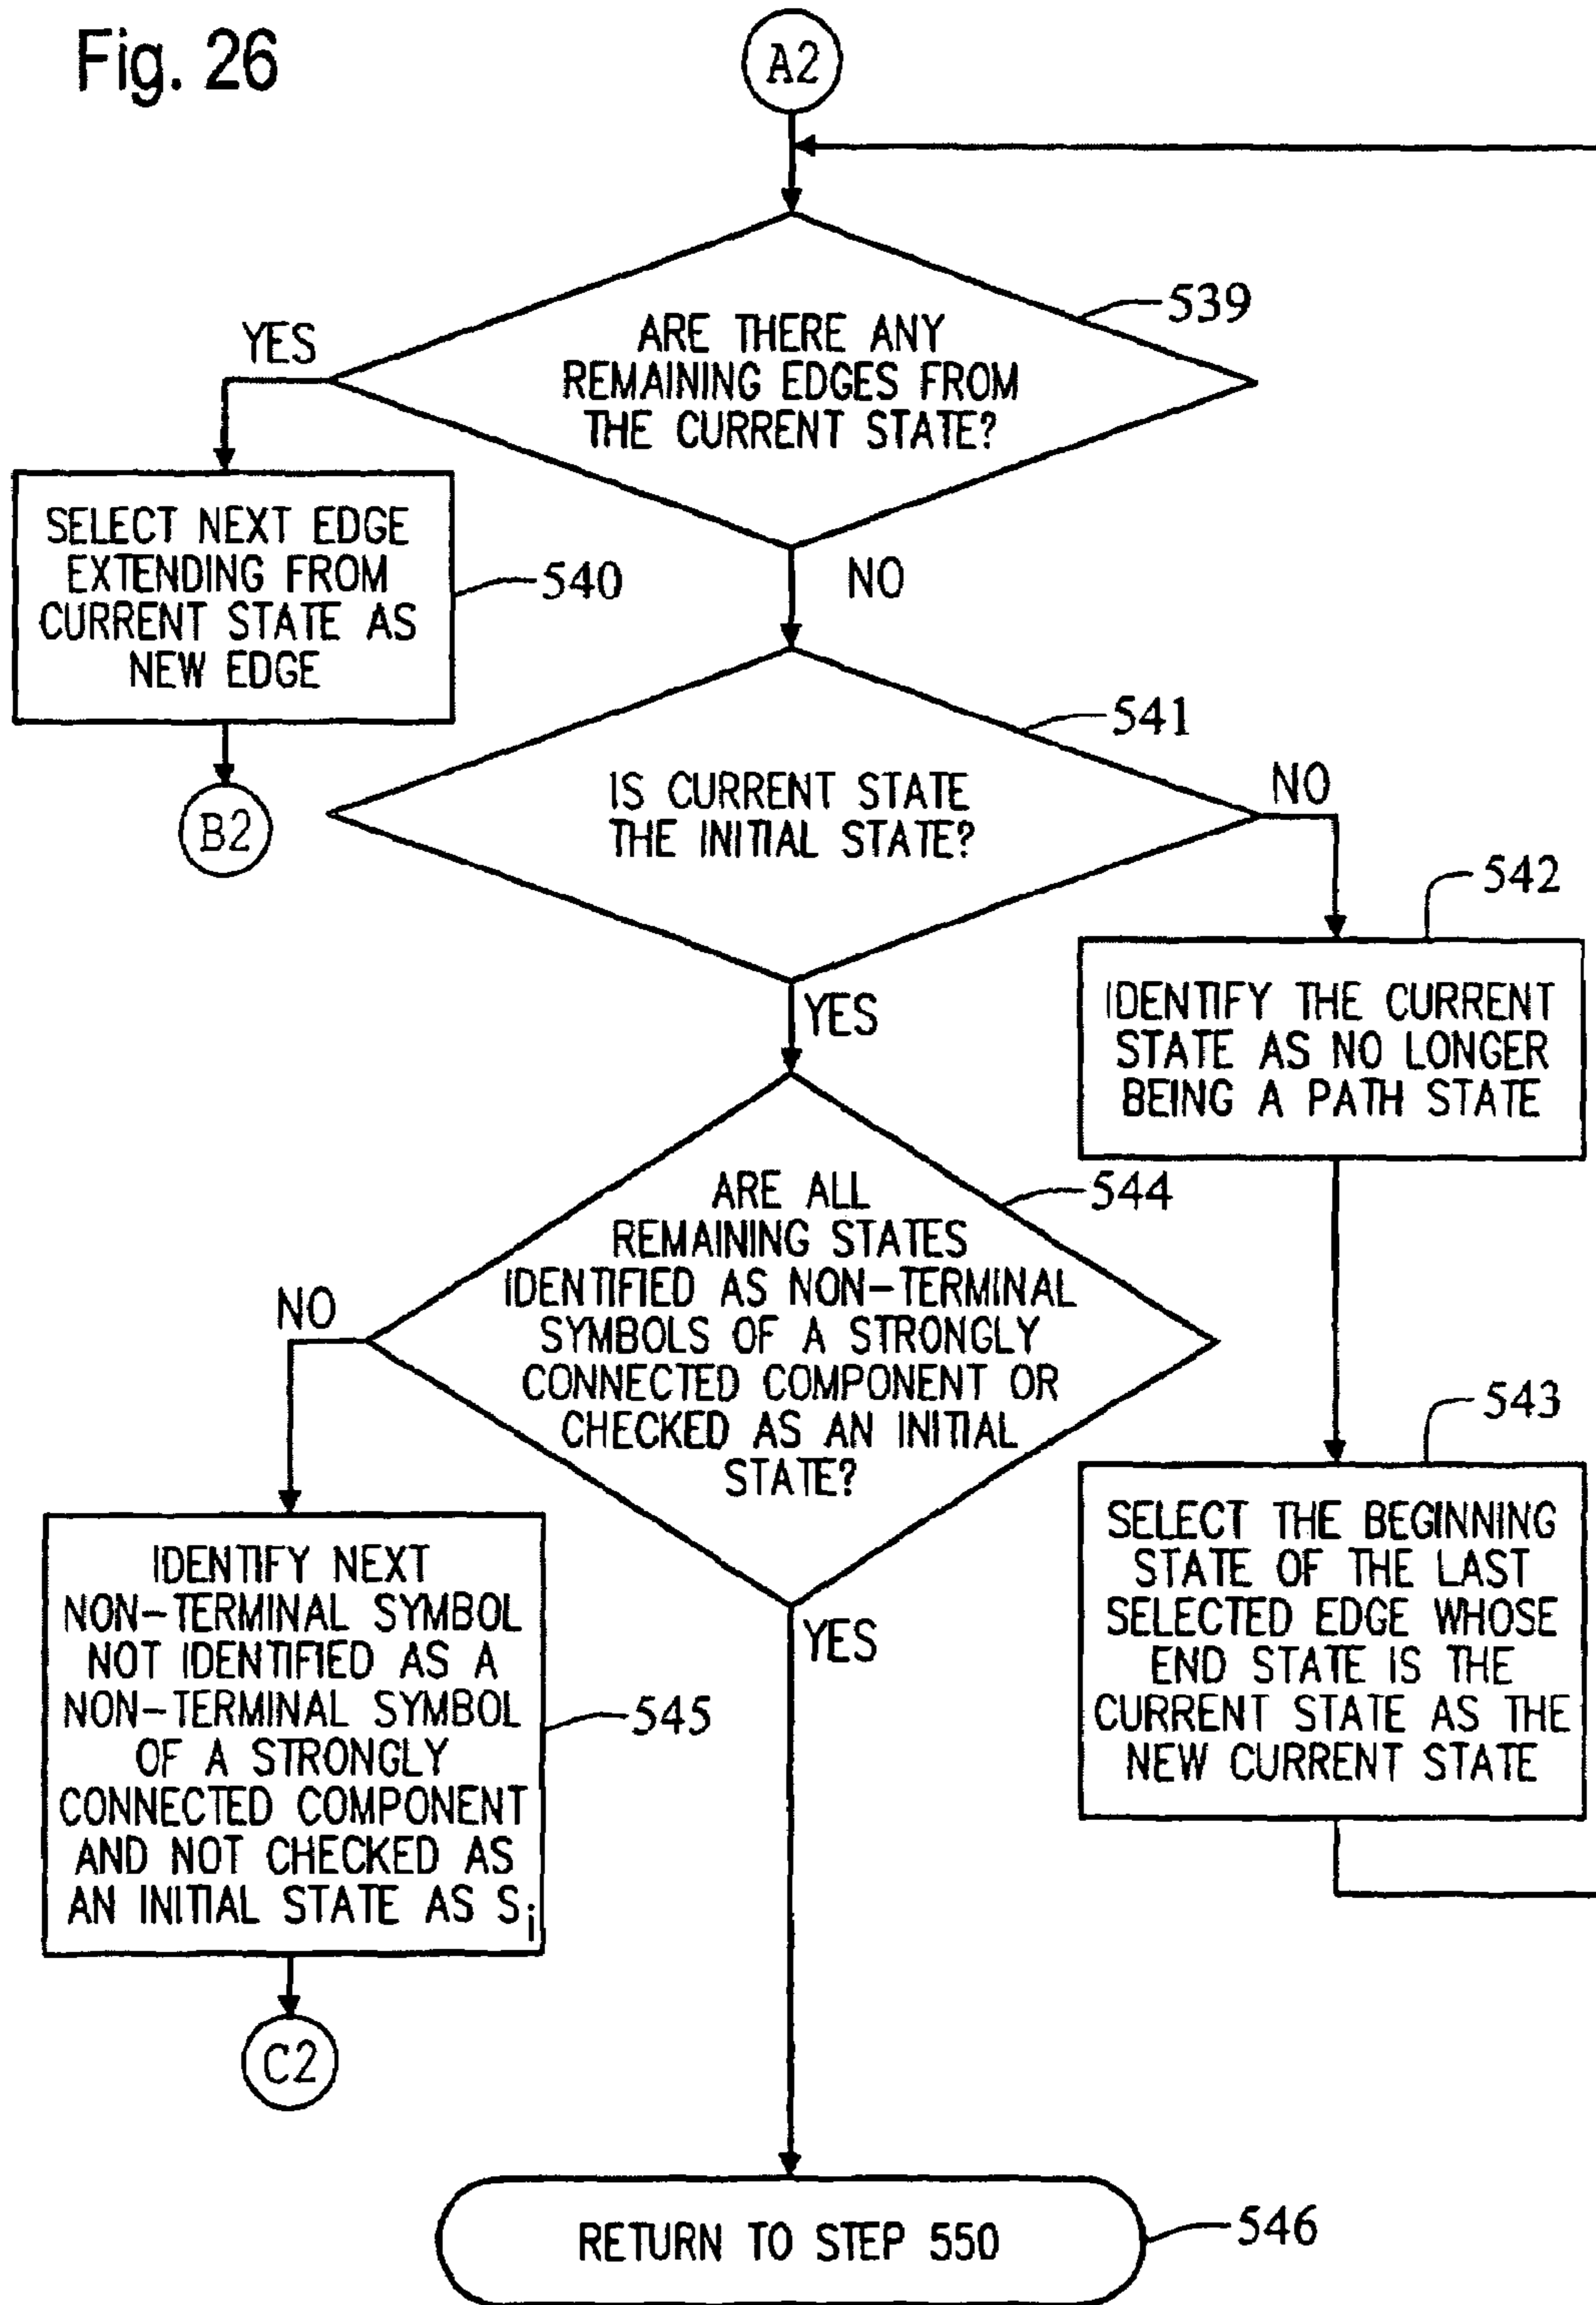 Fig. 26
A2
539
ARE THERE ANY
REMAINING EDGES FROM
THE CURRENT STATE?
YES
NO
SELECT NEXT EDGE
EXTENDING FROM
CURRENT STATE AS
NEW EDGE
540
B2
541
IS CURRENT STATE
THE INITIAL STATE?
NO
YES
542
IDENTIFY THE CURRENT
STATE AS NO LONGER
BEING A PATH STATE
544
ARE ALL
REMAINING STATES
IDENTIFIED AS NON-TERMINAL
SYMBOLS OF A STRONGLY
CONNECTED COMPONENT OR
CHECKED AS AN INITIAL
STATE?
NO
YES
543
SELECT THE BEGINNING
STATE OF THE LAST
SELECTED EDGE WHOSE
END STATE IS THE
CURRENT STATE AS THE
NEW CURRENT STATE
IDENTIFY NEXT
NON-TERMINAL SYMBOL
NOT IDENTIFIED AS A
NON-TERMINAL SYMBOL
OF A STRONGLY
CONNECTED COMPONENT
AND NOT CHECKED AS
AN INITIAL STATE AS Si
545
C2
RETURN TO STEP 550
546